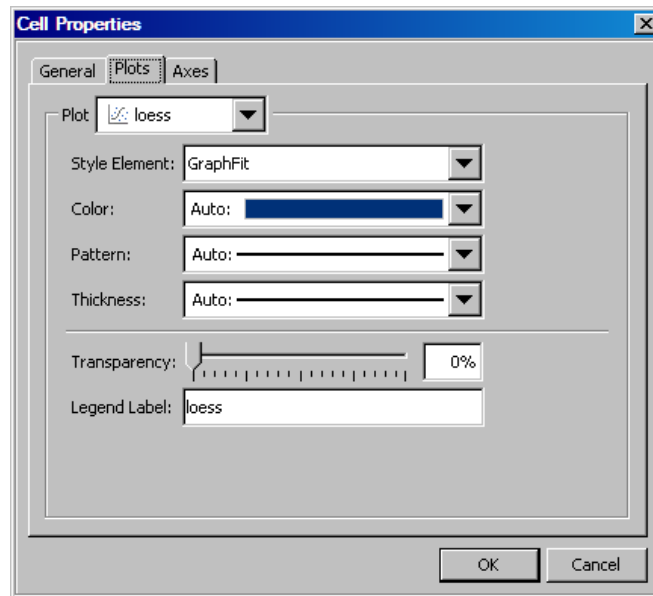 Cell Properties
General Plots Axes
Plot loess
Style Element: GraphFit
Color: Auto:
Pattern: Auto:
Thickness: Auto:
Transparency: 0%
Legend Label: loess
OK Cancel